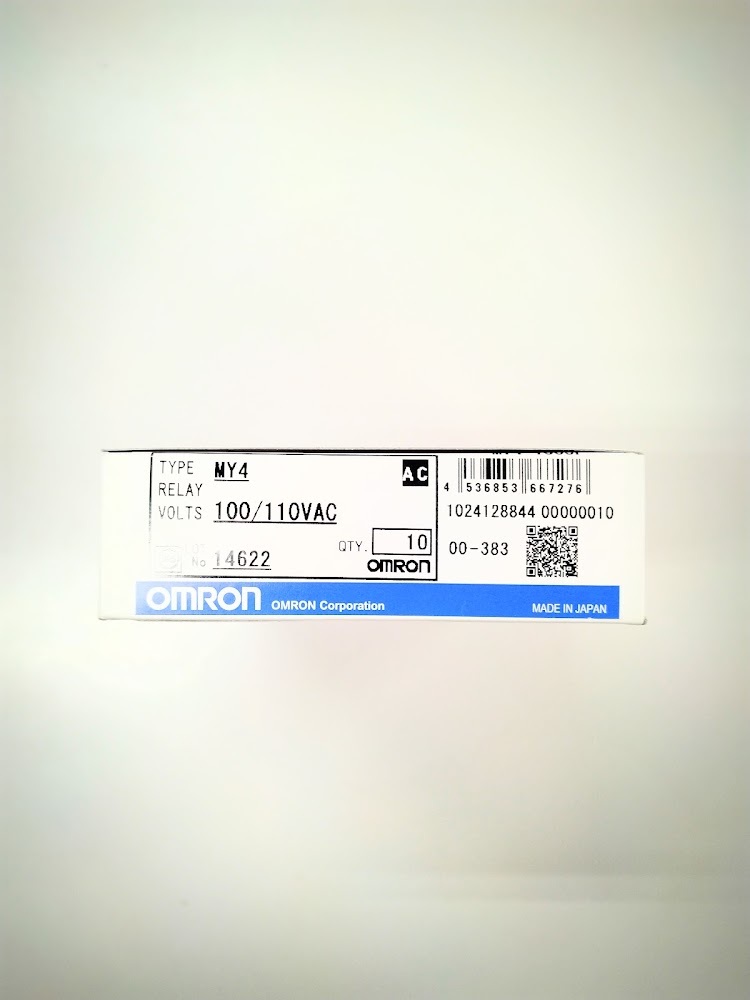 TYPE MY4
AC
RELAY
VOLTS 100/110VAC
QTY. 10
No 14622
OMRON
4 536853 667276
1024128844 00000010
00-383
OMRON OMRON Corporation
MADE IN JAPAN